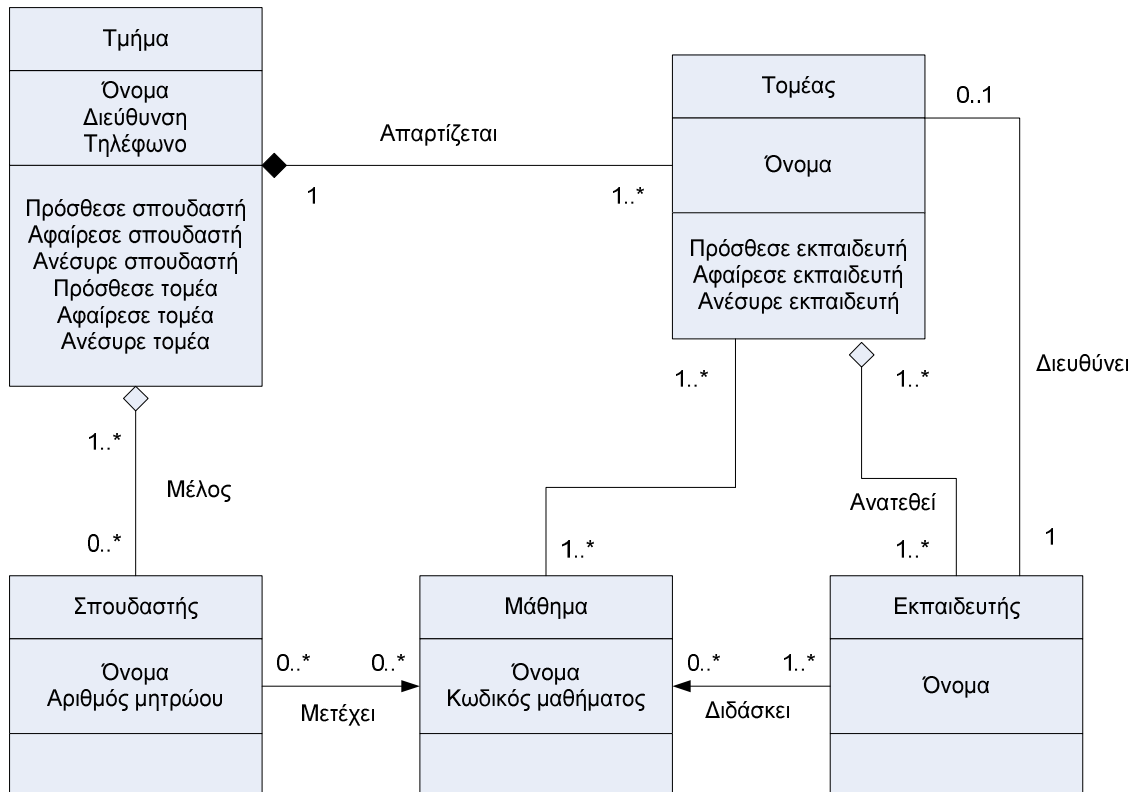 Τμήμα
Όνομα
Διεύθυνση
Τηλέφωνο
Πρόσθεσε σπουδαστή
Αφαίρεσε σπουδαστή
Ανέσυρε σπουδαστή
Πρόσθεσε τομέα
Αφαίρεσε τομέα
Ανέσυρε τομέα
Απαρτίζεται
1
1..*
Τομέας
Όνομα
Πρόσθεσε εκπαιδευτή
Αφαίρεσε εκπαιδευτή
Ανέσυρε εκπαιδευτή
0..1
Διευθύνει
1
1..*
1..*
1..*
Ανατεθεί
1..*
1..*
Μέλος
0..*
Σπουδαστής
Όνομα
Αριθμός μητρώου
0..*
0..*
Μετέχει
Μάθημα
Όνομα
Κωδικός μαθήματος
0..*
1..*
Διδάσκει
Εκπαιδευτής
Όνομα